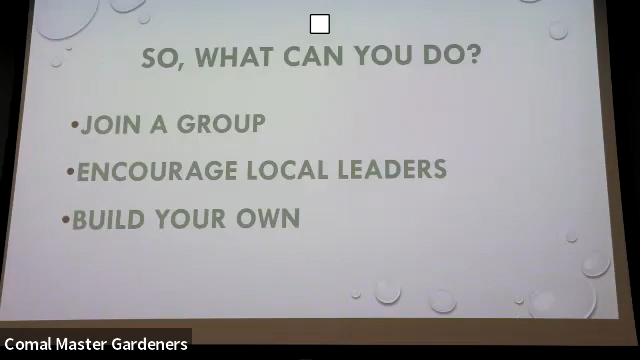 SO, WHAT CAN YOU DO?
•JOIN A GROUP
•ENCOURAGE LOCAL LEADERS
•BUILD YOUR OWN
Comal Master Gardeners